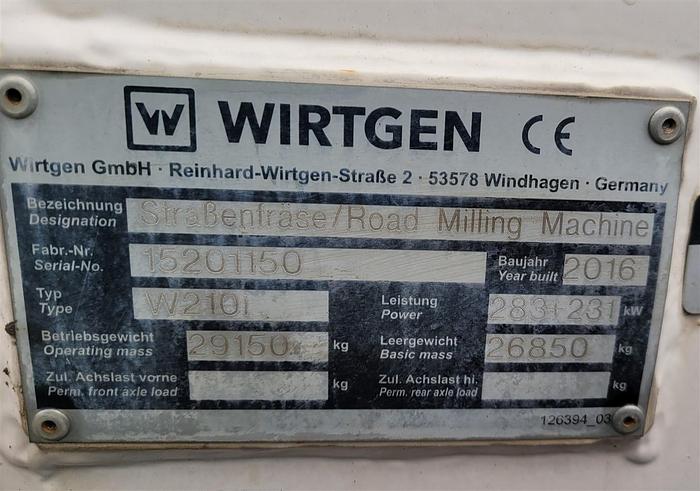 W WIRTGEN CE
Wirtgen GmbH · Reinhard-Wirtgen-Straße 2 · 53578 Windhagen · Germany
Bezeichnung
Designation
Straßenfräse/Road Milling Machine
Fabr.-Nr.
Serial-No.
15201150
Baujahr
Year built
2016
Typ
Type
W210i
Leistung
Power
283+231 kW
Betriebsgewicht
Operating mass
29150 kg
Leergewicht
Basic mass
26850 kg
Zul. Achslast vorne
Perm. front axle load
kg
Zul. Achslast hi.
Perm. rear axle load
kg
126394_03